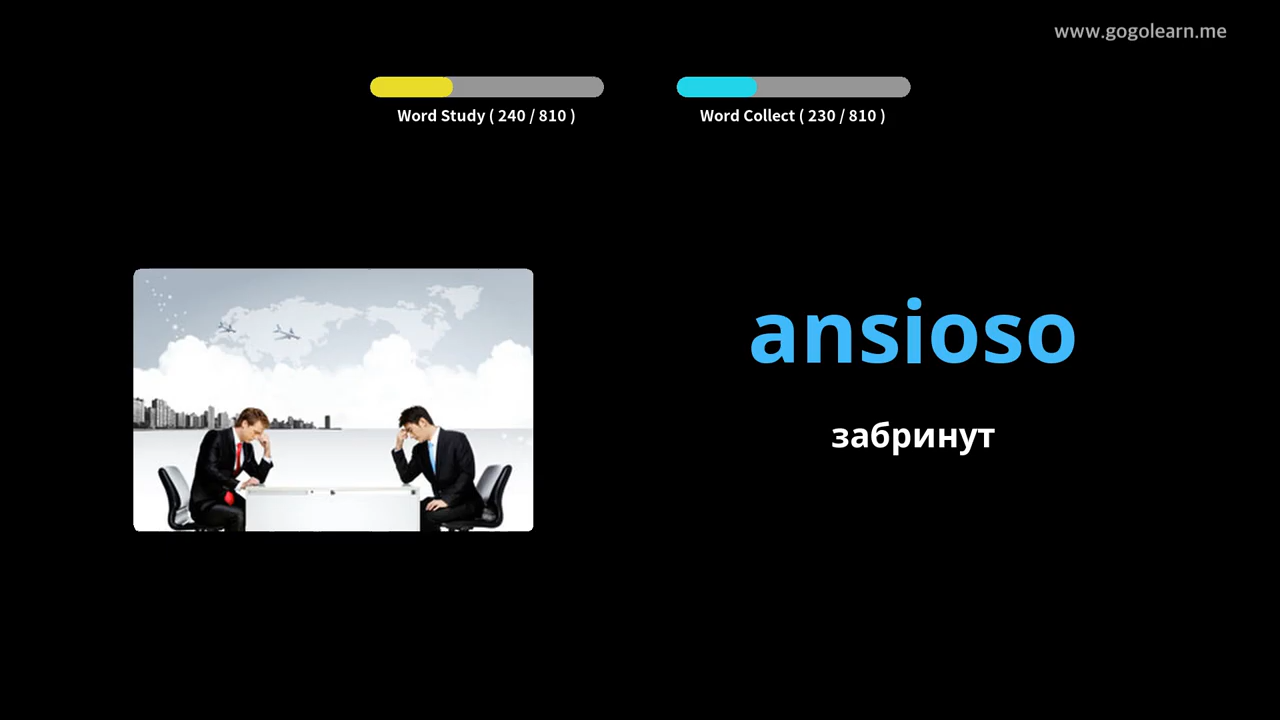 www.gogolearn.me
Word Study ( 240 / 810 )
Word Collect ( 230 / 810 )
ansioso
забринут